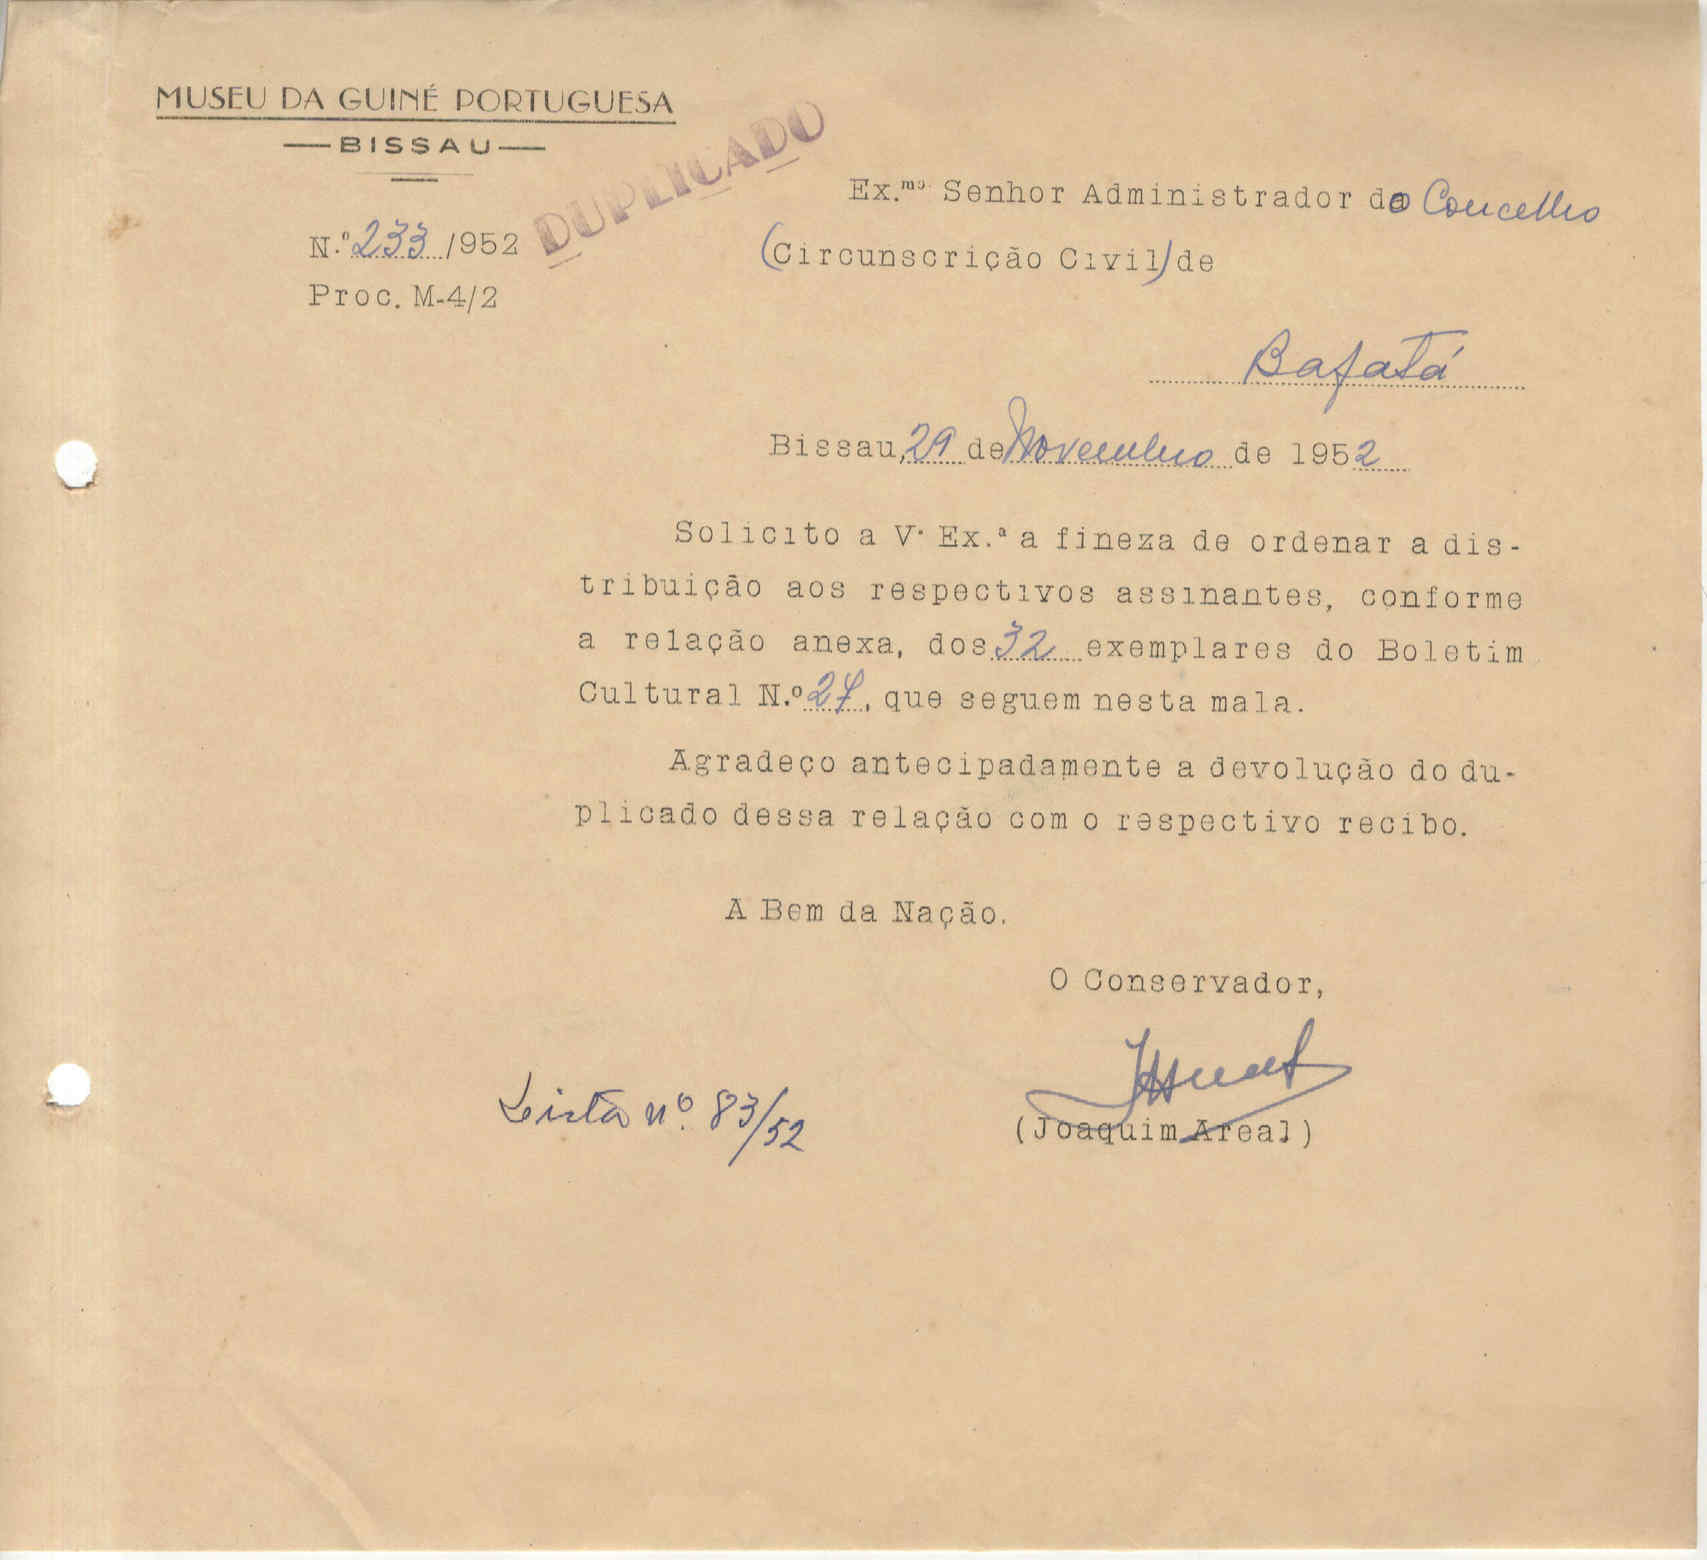 MUSEU DA GUINÉ PORTUGUESA
BISSAU
DUPLICADO
N.º 233/952
Proc. M-4/2
Ex.mo Senhor Administrador do Concelho
(Circunscrição Civil) de
Bafatá
Bissau, 29 de Novembro de 1952
Solicito a V. Ex.ª a fineza de ordenar a dis-
tribuição aos respectivos assinantes, conforme
a relação anexa, dos 32 exemplares do Boletim
Cultural N.º 27, que seguem nesta mala.
Agradeço antecipadamente a devolução do du-
plicado dessa relação com o respectivo recibo.
A Bem da Nação.
O Conservador,
(Joaquim Areal)
Lista nº. 83/52